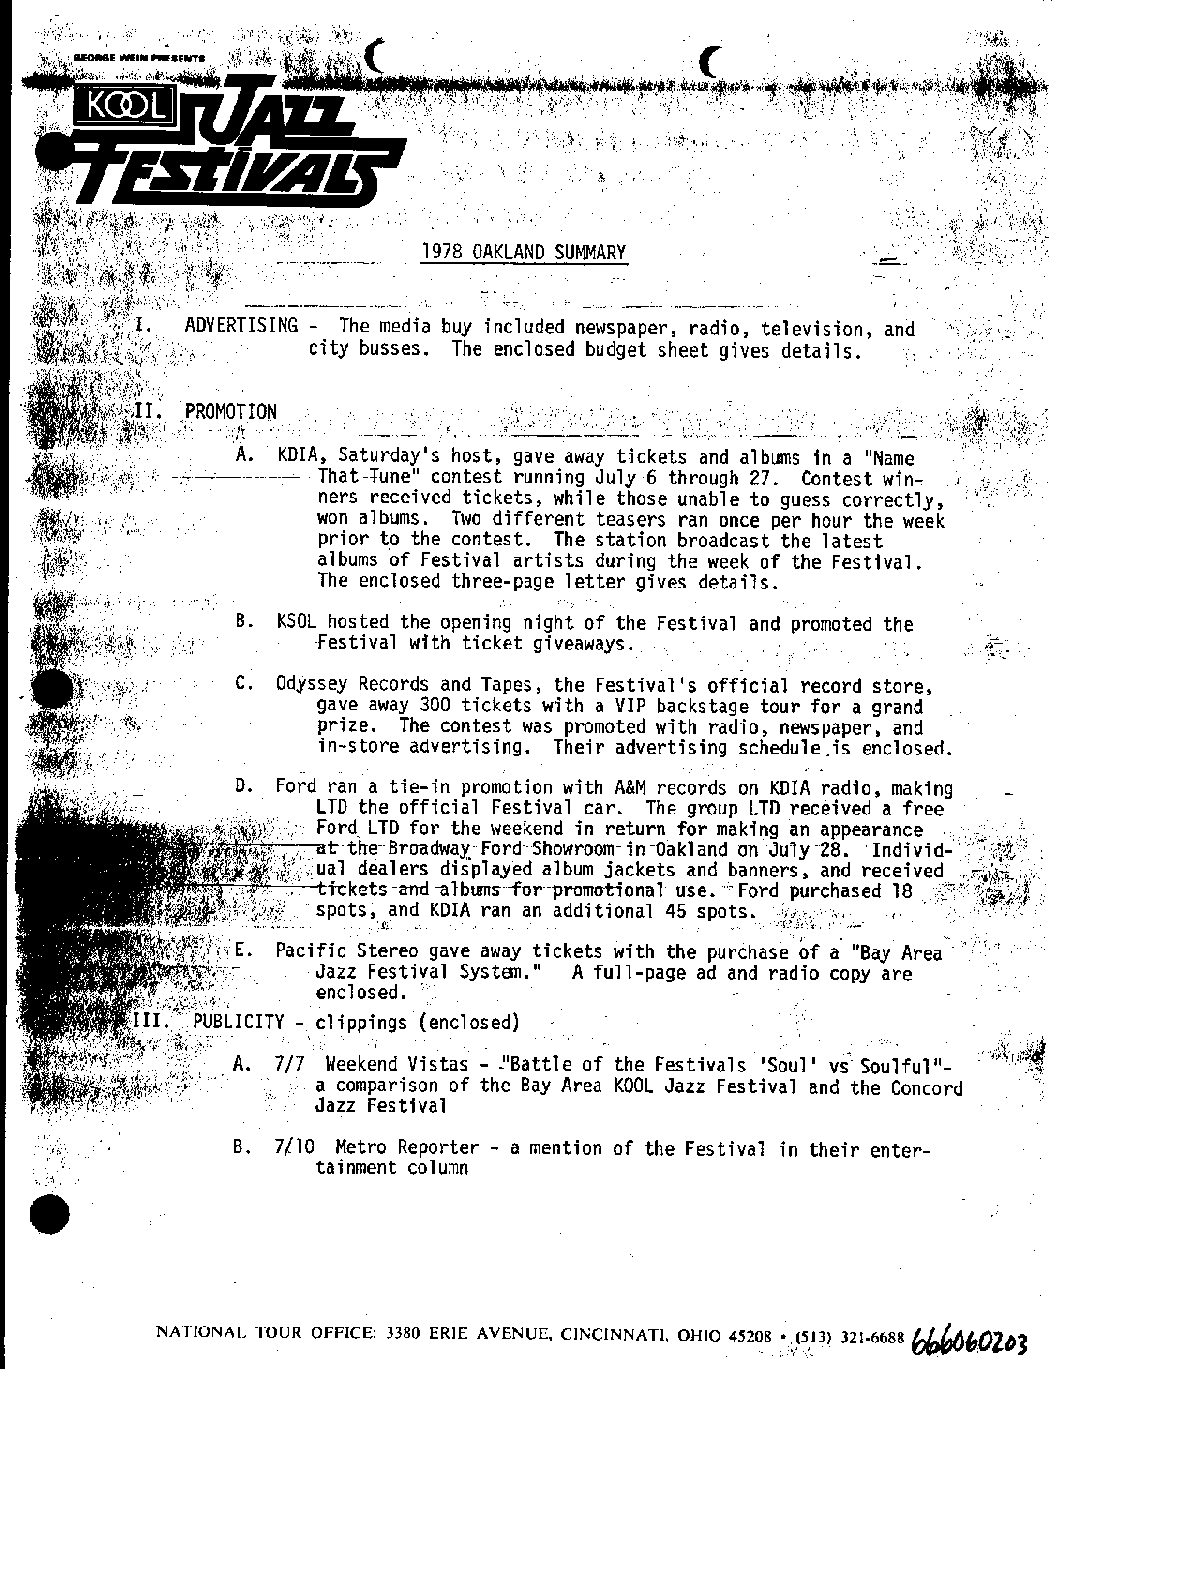 GEORGE WEIN PRESENTS
KOOL JAZZ
FESTIVALS
1978 OAKLAND SUMMARY
I. ADVERTISING - The media buy included newspaper, radio, television, and
city busses. The enclosed budget sheet gives details.
II. PROMOTION
A. KDIA, Saturday's host, gave away tickets and albums in a "Name
That-Tune" contest running July 6 through 27. Contest win-
ners received tickets, while those unable to guess correctly,
won albums. Two different teasers ran once per hour the week
prior to the contest. The station broadcast the latest
albums of Festival artists during the week of the Festival.
The enclosed three-page letter gives details.
B. KSOL hosted the opening night of the Festival and promoted the
Festival with ticket giveaways.
C. Odyssey Records and Tapes, the Festival's official record store,
gave away 300 tickets with a VIP backstage tour for a grand
prize. The contest was promoted with radio, newspaper, and
in-store advertising. Their advertising schedule is enclosed.
D. Ford ran a tie-in promotion with A&M records on KDIA radio, making
LTD the official Festival car. The group LTD received a free
Ford LTD for the weekend in return for making an appearance
at the Broadway Ford Showroom in Oakland on July 28. Individ-
ual dealers displayed album jackets and banners, and received
tickets and albums for promotional use. Ford purchased 18
spots, and KDIA ran an additional 45 spots.
E. Pacific Stereo gave away tickets with the purchase of a "Bay Area
Jazz Festival System." A full-page ad and radio copy are
enclosed.
III. PUBLICITY - clippings (enclosed)
A. 7/7 Weekend Vistas - "Battle of the Festivals 'Soul' vs Soulful"-
a comparison of the Bay Area KOOL Jazz Festival and the Concord
Jazz Festival
B. 7/10 Metro Reporter - a mention of the Festival in their enter-
tainment column
NATIONAL TOUR OFFICE: 3380 ERIE AVENUE, CINCINNATI, OHIO 45208 • (513) 321-6688 666060203